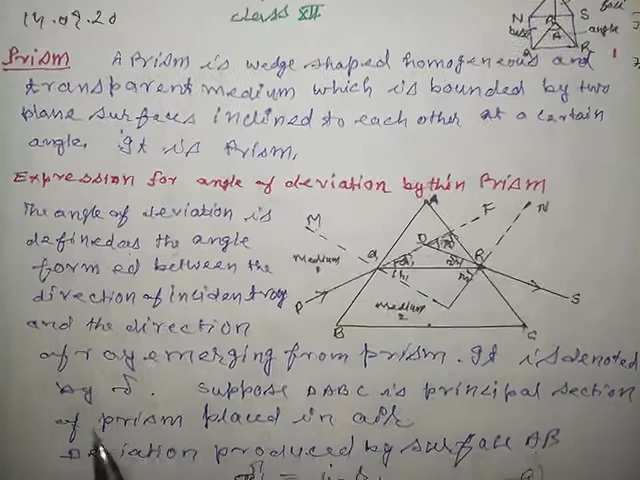 14.09.20
class XII
N
S
A
R
base
angle
Prism A Prism is wedge shaped homogeneous and
transparent medium which is bounded by two
plane surfaces inclined to each other at a certain
angle. It is Prism.
Expression for angle of deviation by thin Prism
The angle of deviation is
defined as the angle
formed between the
direction of incident ray
and the direction
of ray emerging from prism. It is denoted
by δ. Suppose ΔABC is principal section
of prism placed in air
Deviation produced by surface AB
A
M
F
N
D
Q
R
medium
1
P
S
medium
2
B
C